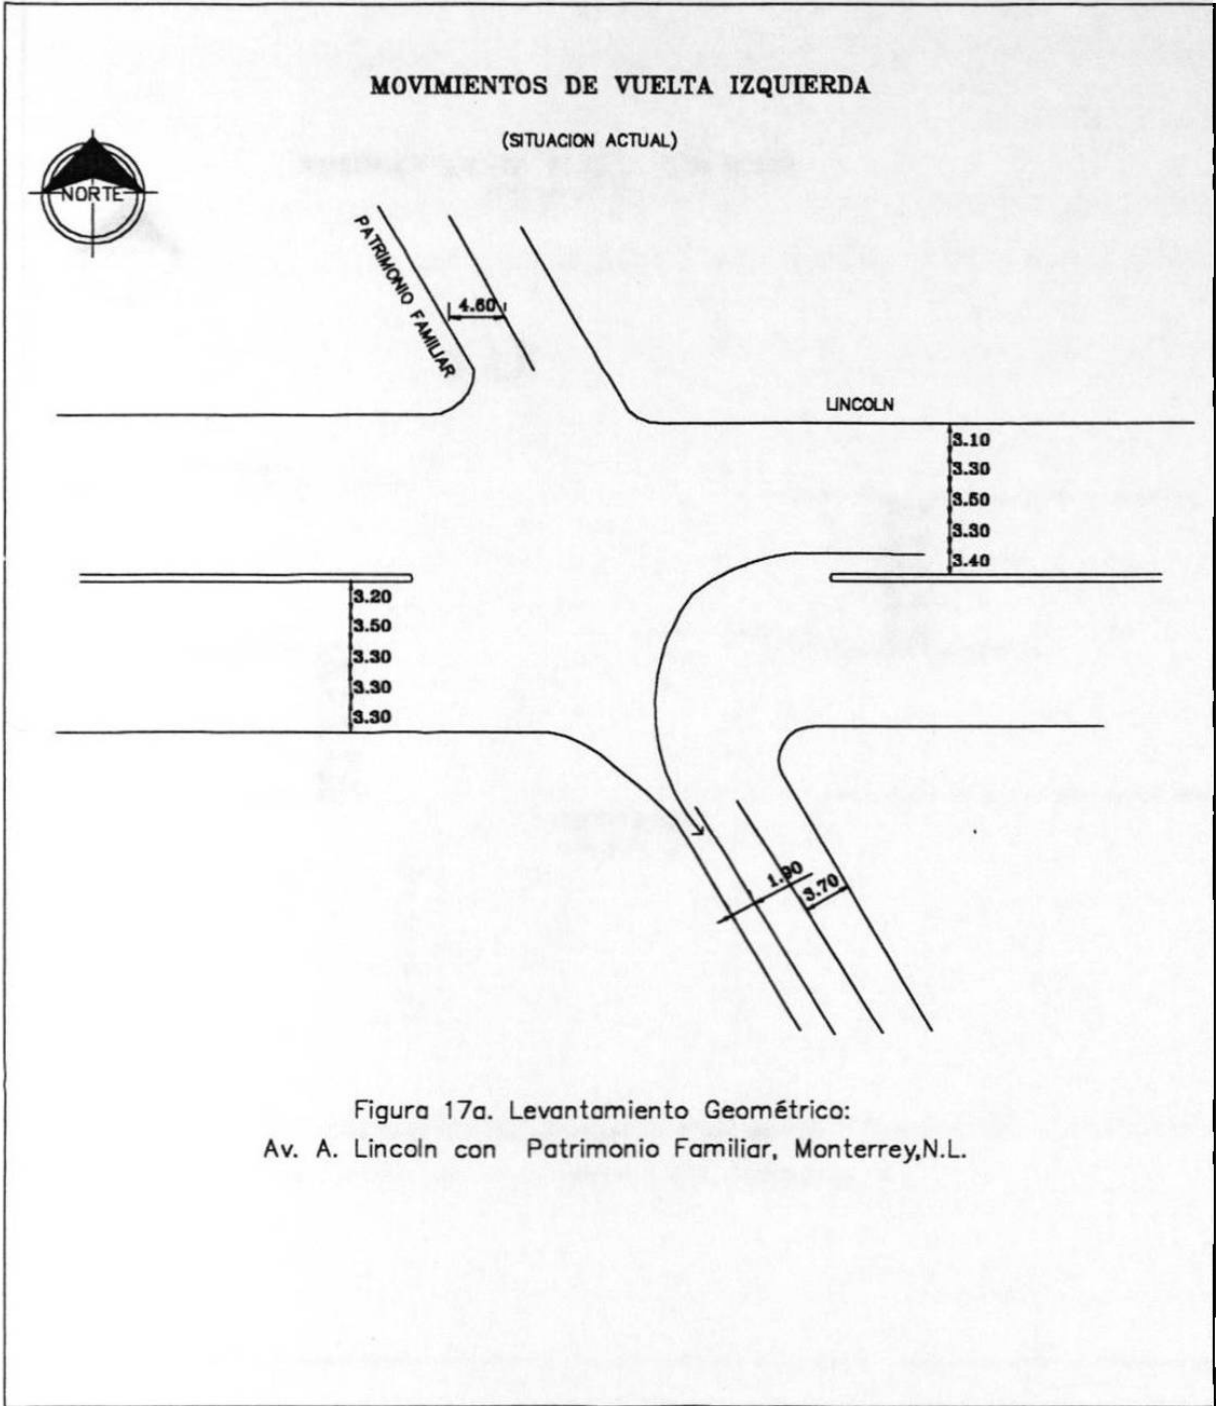 MOVIMIENTOS DE VUELTA IZQUIERDA
(SITUACION ACTUAL)
NORTE
PATRIMONIO FAMILIAR
4.60
LINCOLN
3.10
3.30
3.50
3.30
3.40
3.20
3.50
3.30
3.30
3.30
1.90
3.70
Figura 17a. Levantamiento Geométrico:
Av. A. Lincoln con Patrimonio Familiar, Monterrey,N.L.